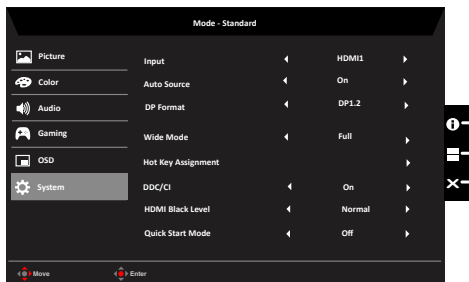 Mode - Standard
Picture
Color
Audio
Gaming
OSD
System
Input HDMI1
Auto Source On
DP Format DP1.2
Wide Mode Full
Hot Key Assignment
DDC/CI On
HDMI Black Level Normal
Quick Start Mode Off
Move Enter